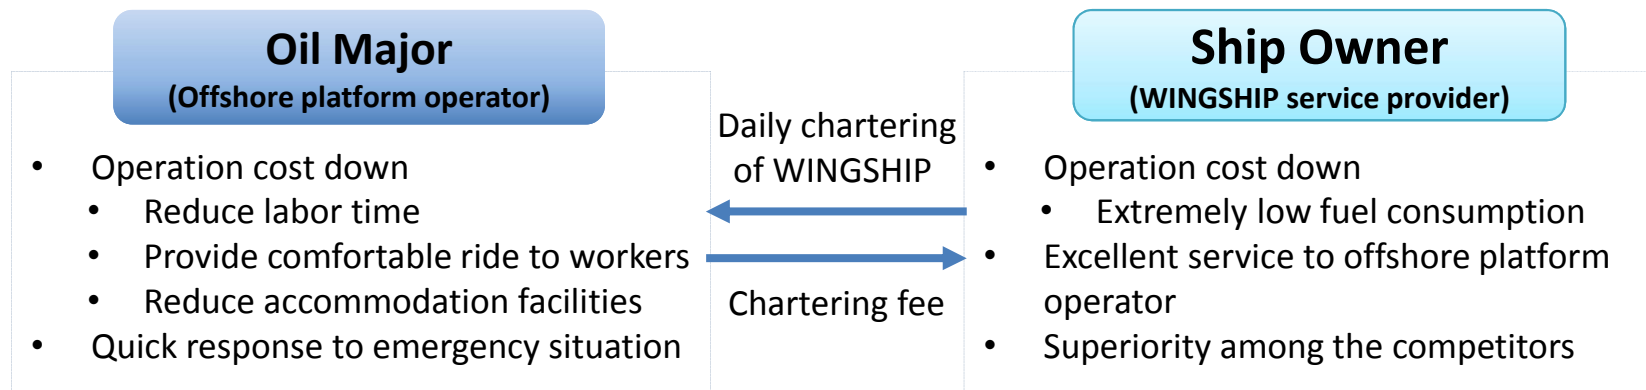 Oil Major
(Offshore platform operator)
• Operation cost down
• Reduce labor time
• Provide comfortable ride to workers
• Reduce accommodation facilities
• Quick response to emergency situation
Daily chartering
of WINGSHIP
Chartering fee
Ship Owner
(WINGSHIP service provider)
• Operation cost down
• Extremely low fuel consumption
• Excellent service to offshore platform
operator
• Superiority among the competitors